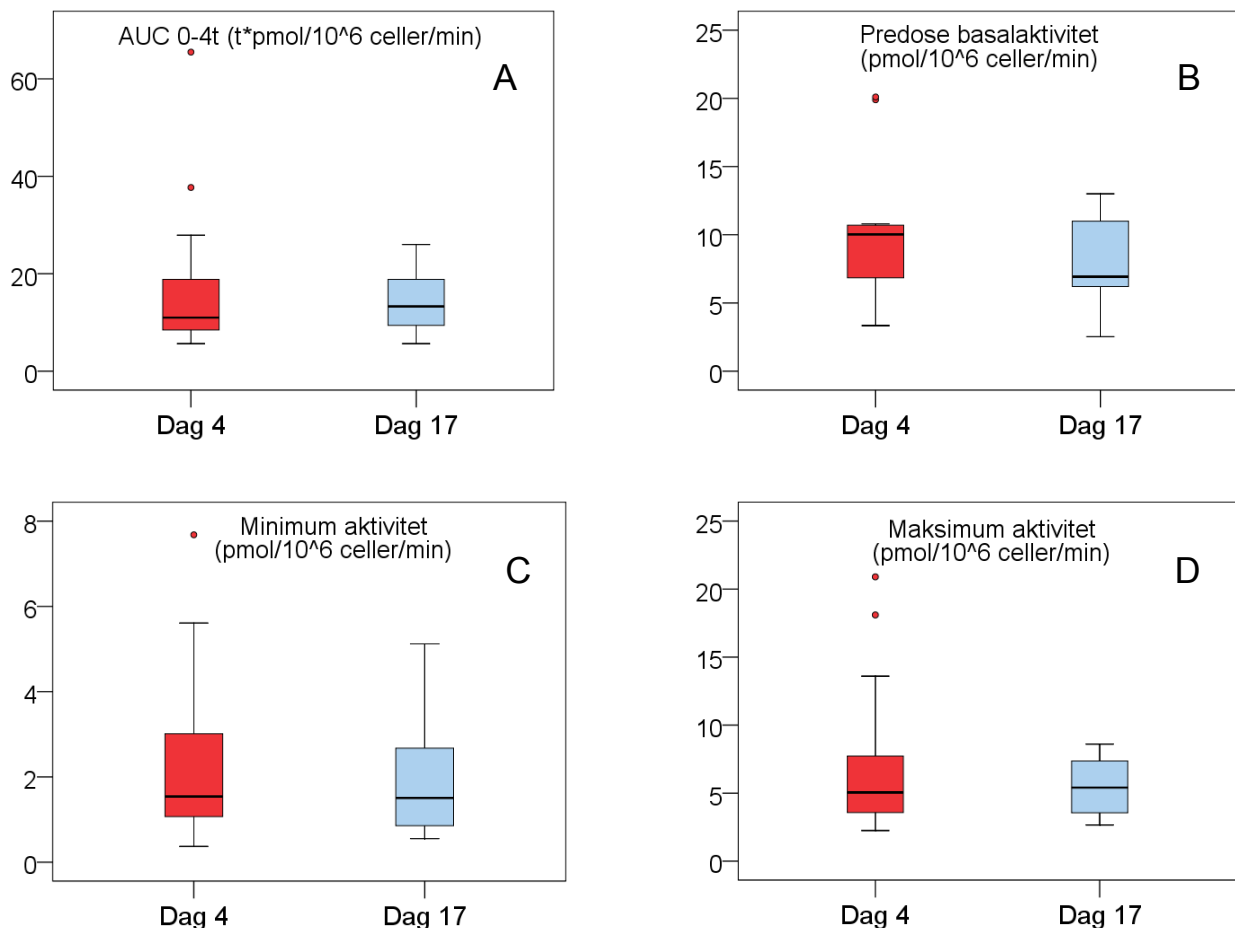 AUC 0-4t (t*pmol/10^6 celler/min)
A
60
40
20
0
Dag 4
Dag 17
Predose basalaktivitet
(pmol/10^6 celler/min)
B
25
20
15
10
5
0
Dag 4
Dag 17
Minimum aktivitet
(pmol/10^6 celler/min)
C
8
6
4
2
0
Dag 4
Dag 17
Maksimum aktivitet
(pmol/10^6 celler/min)
D
25
20
15
10
5
0
Dag 4
Dag 17